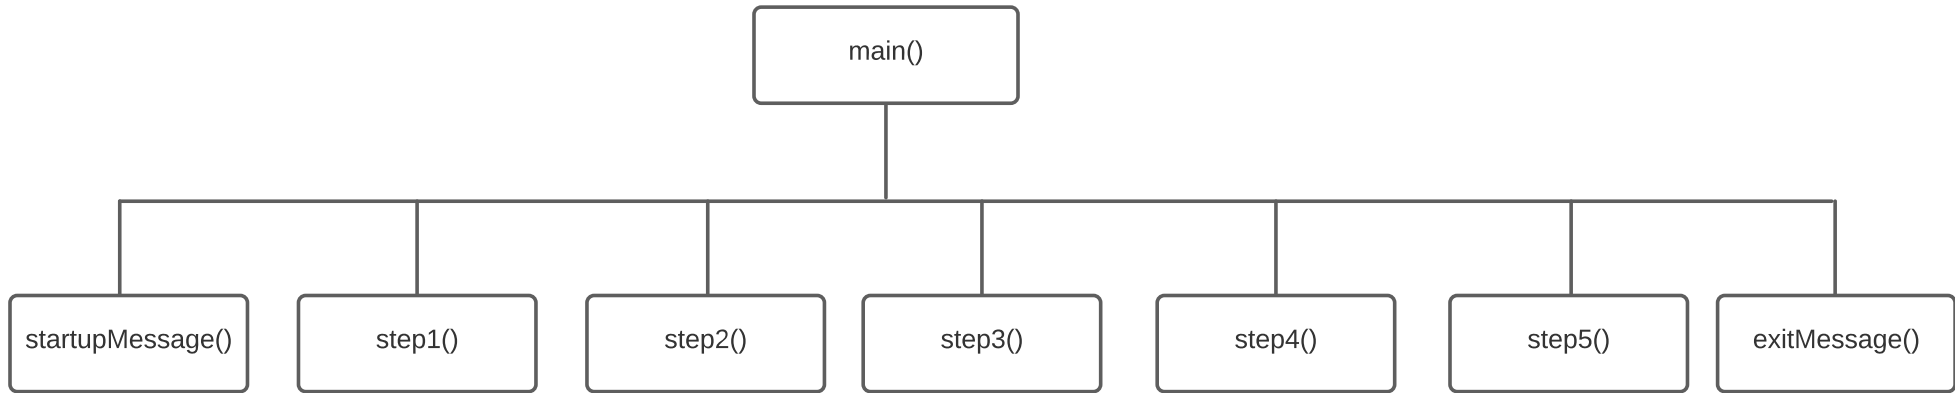 main()
startupMessage()
step1()
step2()
step3()
step4()
step5()
exitMessage()